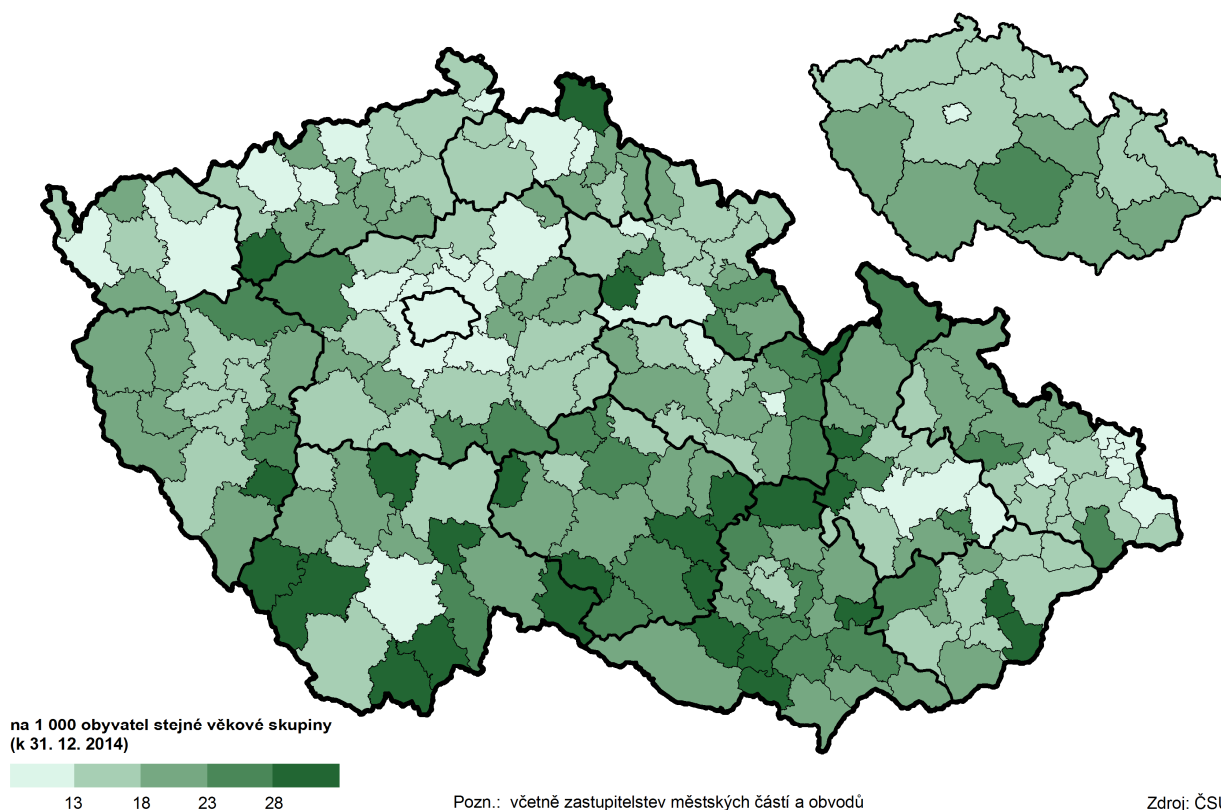 na 1 000 obyvatel stejné věkové skupiny
(k 31. 12. 2014)
13 18 23 28
Pozn.: včetně zastupitelstev městských částí a obvodů
Zdroj: ČSÚ